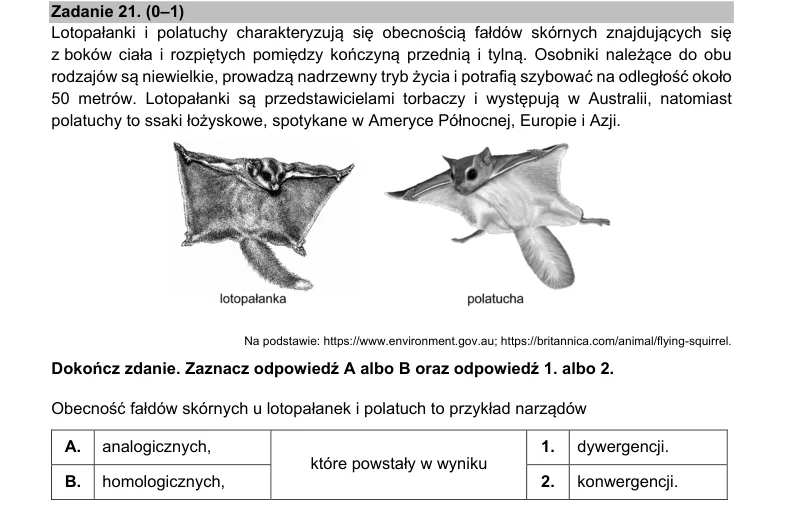 Zadanie 21. (0–1)
Lotopałanki i polatuchy charakteryzują się obecnością fałdów skórnych znajdujących się
z boków ciała i rozpiętych pomiędzy kończyną przednią i tylną. Osobniki należące do obu
rodzajów są niewielkie, prowadzą nadrzewny tryb życia i potrafią szybować na odległość około
50 metrów. Lotopałanki są przedstawicielami torbaczy i występują w Australii, natomiast
polatuchy to ssaki łożyskowe, spotykane w Ameryce Północnej, Europie i Azji.
lotopałanka polatucha
Na podstawie: https://www.environment.gov.au; https://britannica.com/animal/flying-squirrel.
Dokończ zdanie. Zaznacz odpowiedź A albo B oraz odpowiedź 1. albo 2.
Obecność fałdów skórnych u lotopałanek i polatuch to przykład narządów
A. analogicznych, 1. dywergencji.
które powstały w wyniku
B. homologicznych, 2. konwergencji.